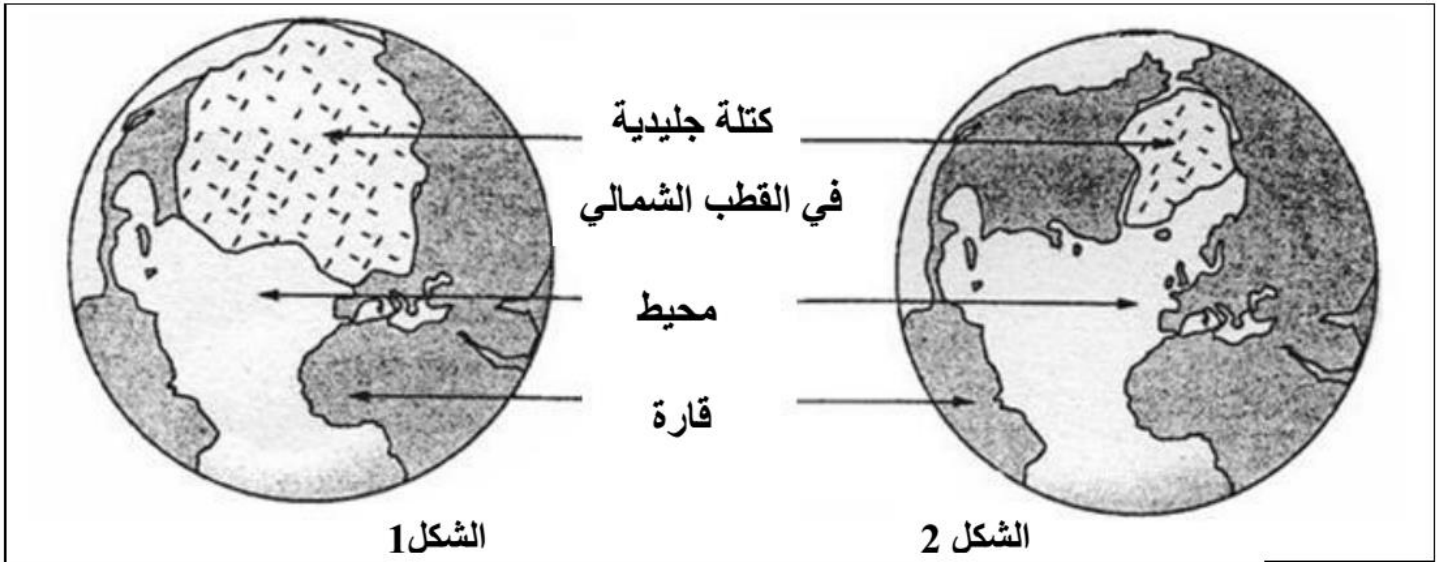 كتلة جليدية
في القطب الشمالي
محيط
قارة
الشكل1
الشكل 2